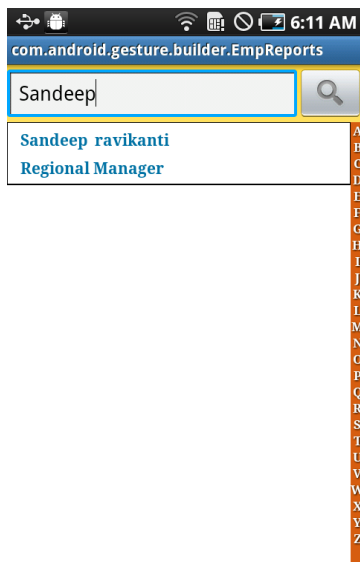 6:11 AM
com.android.gesture.builder.EmpReports
Sandeep
Sandeep ravikanti
Regional Manager
A
B
C
D
E
F
G
H
I
J
K
L
M
N
O
P
Q
R
S
T
U
V
W
X
Y
Z